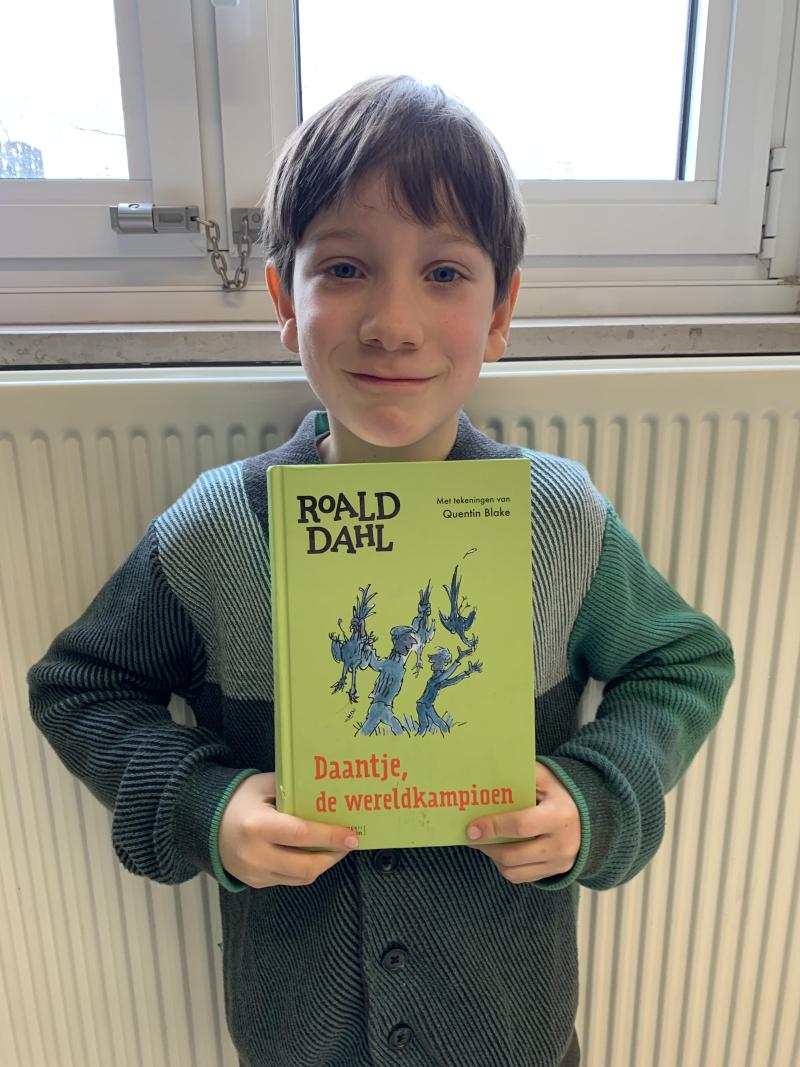 ROALD
DAHL
Met tekeningen van
Quentin Blake
Daantje,
de wereldkampioen